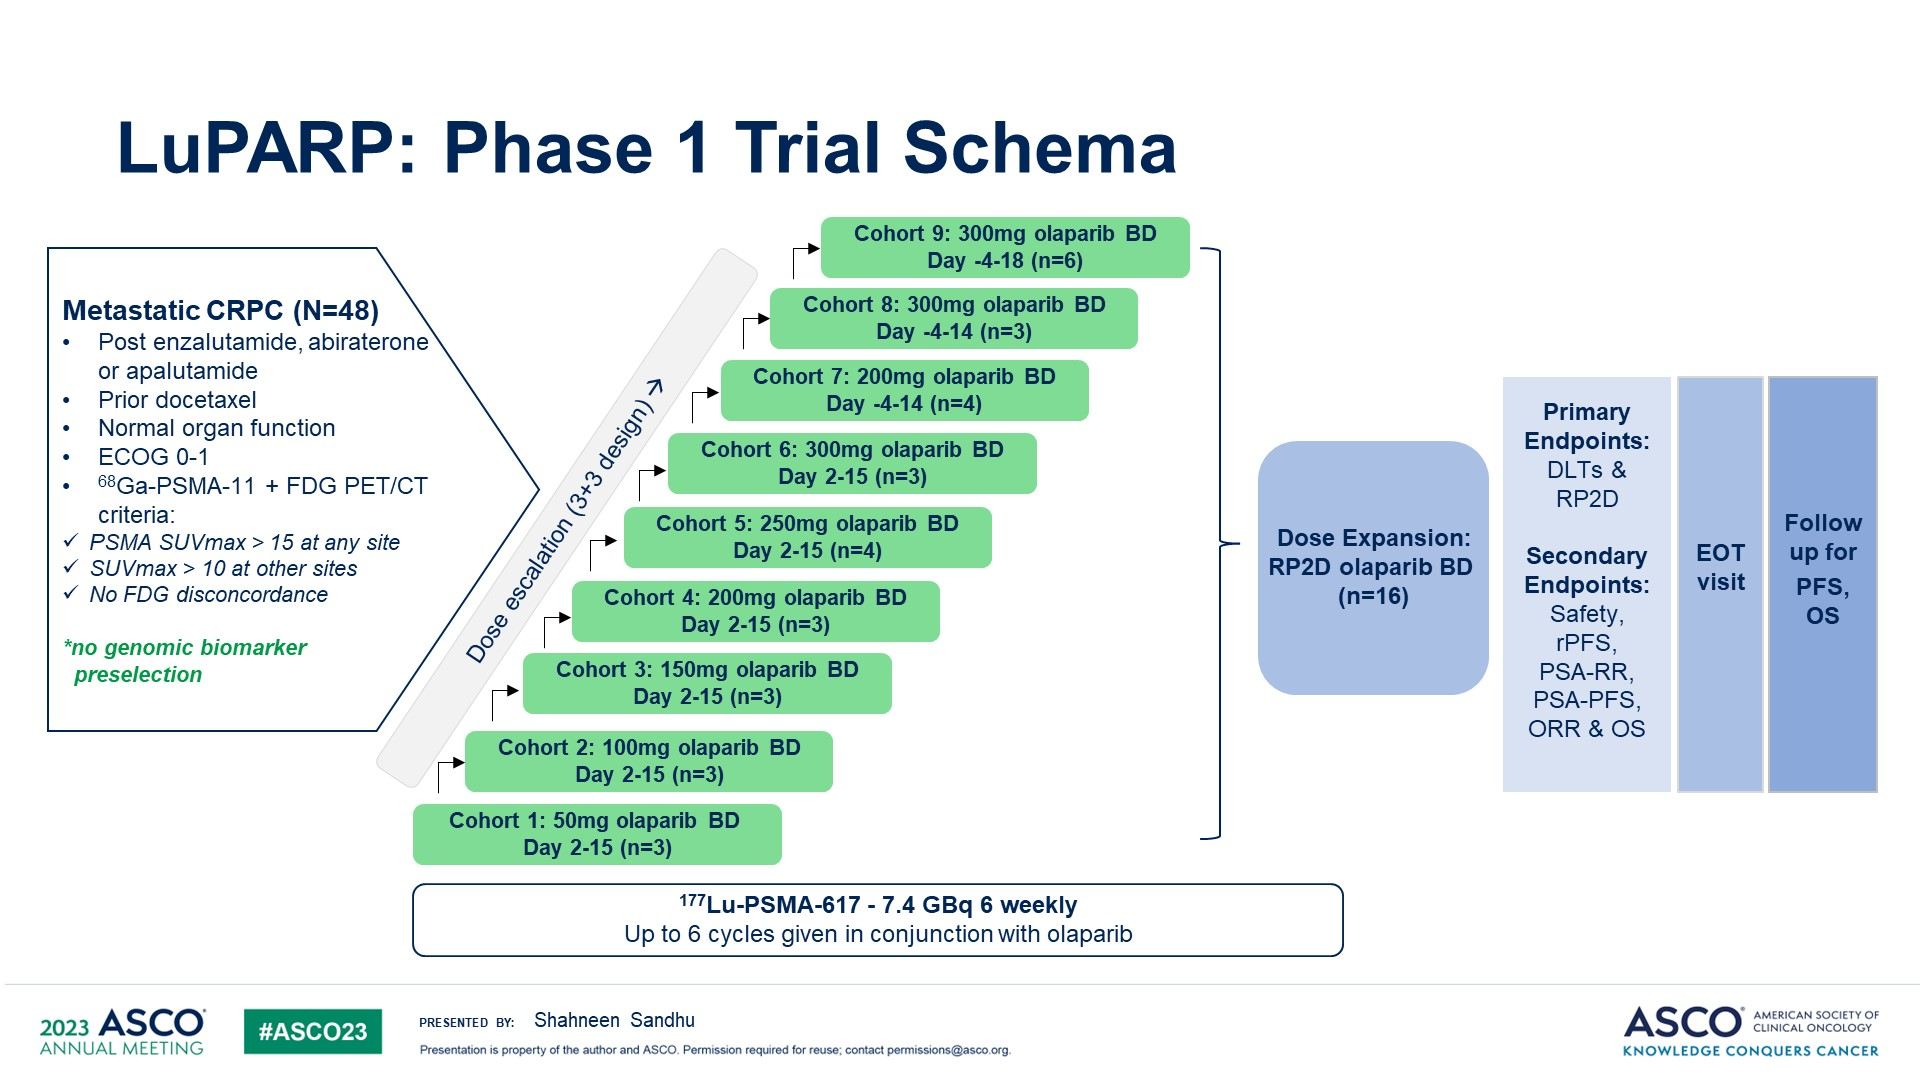 LuPARP: Phase 1 Trial Schema
Metastatic CRPC (N=48)
• Post enzalutamide, abiraterone
or apalutamide
• Prior docetaxel
• Normal organ function
• ECOG 0-1
• ⁶⁸Ga-PSMA-11 + FDG PET/CT
criteria:
✓ PSMA SUVmax > 15 at any site
✓ SUVmax > 10 at other sites
✓ No FDG disconcordance
*no genomic biomarker
preselection
Dose escalation (3+3 design) →
Cohort 9: 300mg olaparib BD
Day -4-18 (n=6)
Cohort 8: 300mg olaparib BD
Day -4-14 (n=3)
Cohort 7: 200mg olaparib BD
Day -4-14 (n=4)
Cohort 6: 300mg olaparib BD
Day 2-15 (n=3)
Cohort 5: 250mg olaparib BD
Day 2-15 (n=4)
Cohort 4: 200mg olaparib BD
Day 2-15 (n=3)
Cohort 3: 150mg olaparib BD
Day 2-15 (n=3)
Cohort 2: 100mg olaparib BD
Day 2-15 (n=3)
Cohort 1: 50mg olaparib BD
Day 2-15 (n=3)
¹⁷⁷Lu-PSMA-617 - 7.4 GBq 6 weekly
Up to 6 cycles given in conjunction with olaparib
Dose Expansion:
RP2D olaparib BD
(n=16)
Primary
Endpoints:
DLTs &
RP2D
Secondary
Endpoints:
Safety,
rPFS,
PSA-RR,
PSA-PFS,
ORR & OS
EOT
visit
Follow
up for
PFS,
OS
2023 ASCO®
ANNUAL MEETING
#ASCO23
PRESENTED BY: Shahneen Sandhu
Presentation is property of the author and ASCO. Permission required for reuse; contact permissions@asco.org.
ASCO® AMERICAN SOCIETY OF
CLINICAL ONCOLOGY
KNOWLEDGE CONQUERS CANCER